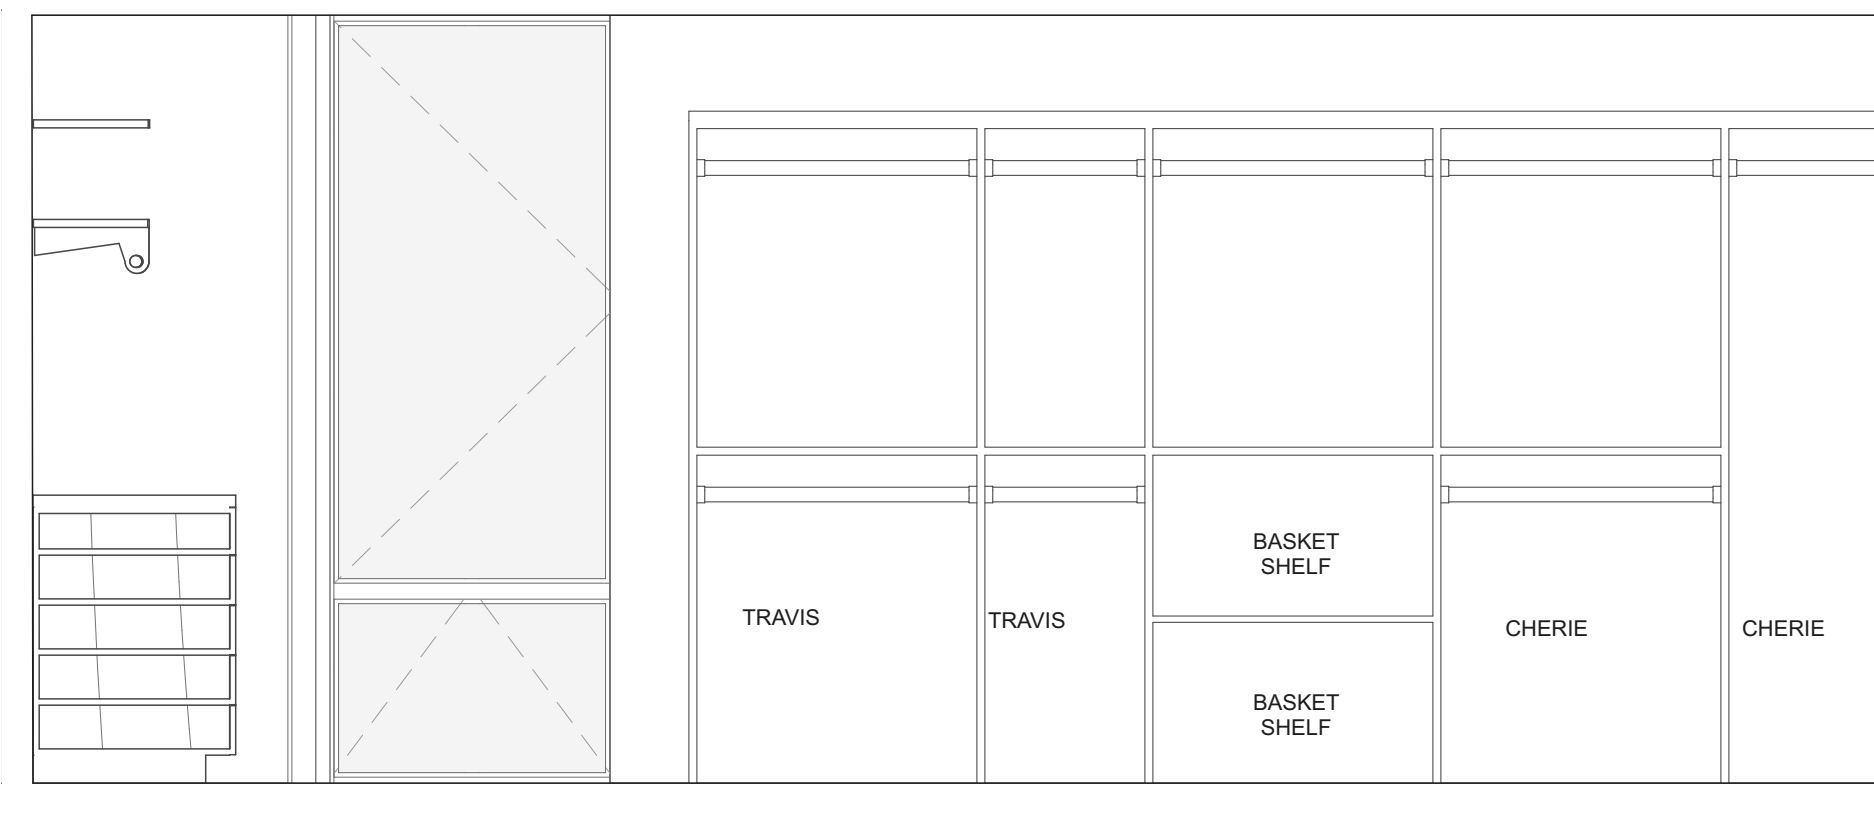 BASKET
SHELF
TRAVIS
TRAVIS
CHERIE
CHERIE
BASKET
SHELF